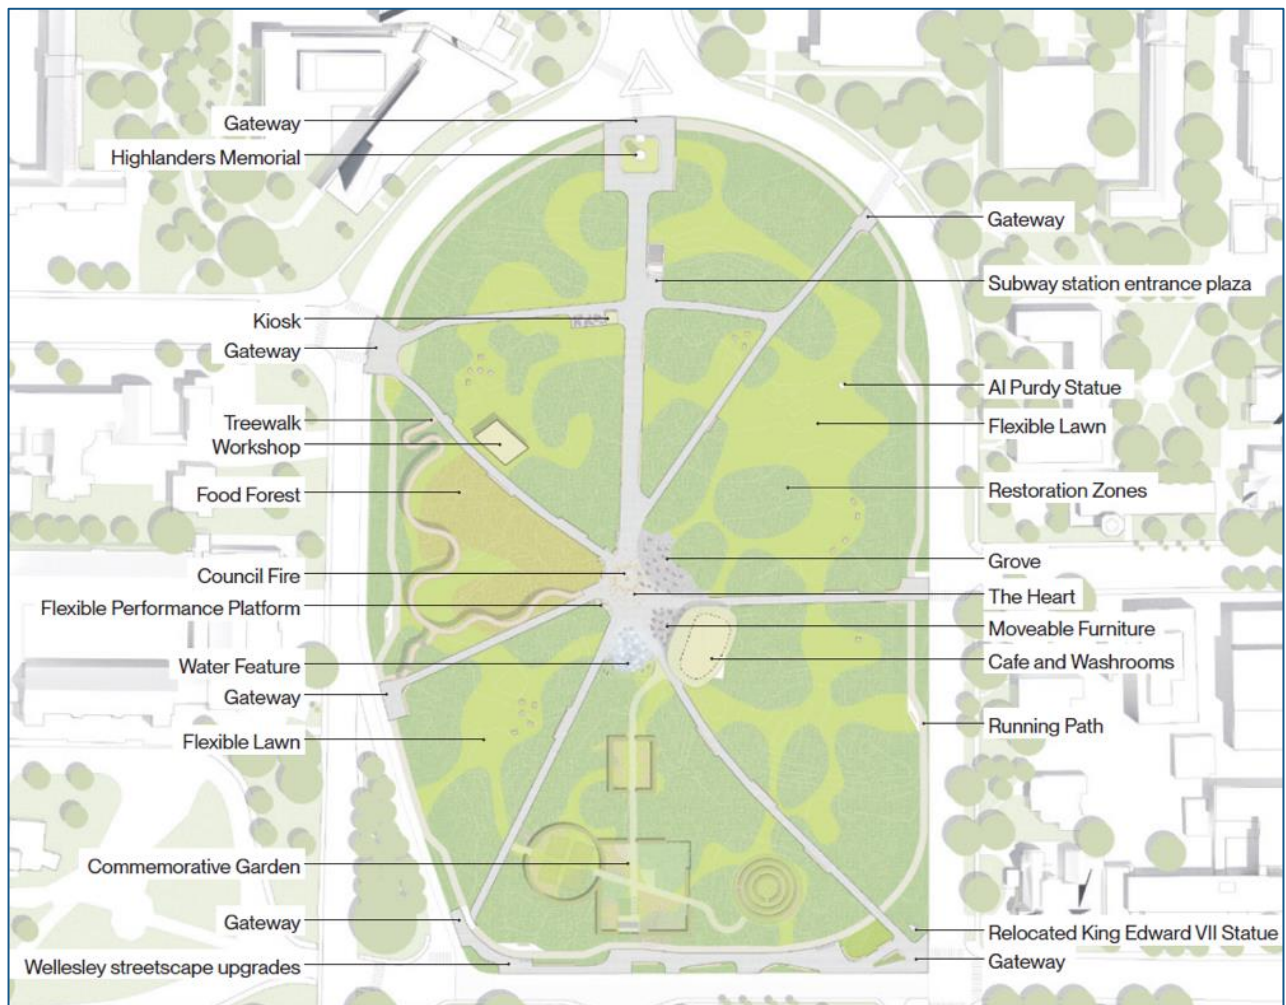 Gateway
Highlanders Memorial
Kiosk
Gateway
Treewalk
Workshop
Food Forest
Council Fire
Flexible Performance Platform
Water Feature
Gateway
Flexible Lawn
Commemorative Garden
Gateway
Wellesley streetscape upgrades
Gateway
Subway station entrance plaza
Al Purdy Statue
Flexible Lawn
Restoration Zones
Grove
The Heart
Moveable Furniture
Cafe and Washrooms
Running Path
Relocated King Edward VII Statue
Gateway